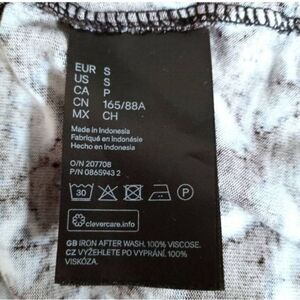 EUR S
US S
CA P
CN 165/88A
MX CH
Made in Indonesia
Fabriqué en Indonésie
Hecho en Indonesia
O/N 207708
P/N 0865943 2
30
P
clevercare.info
GB IRON AFTER WASH. 100% VISCOSE.
CZ VYŽEHLETE PO VYPRÁNÍ. 100%
VISKÓZA.